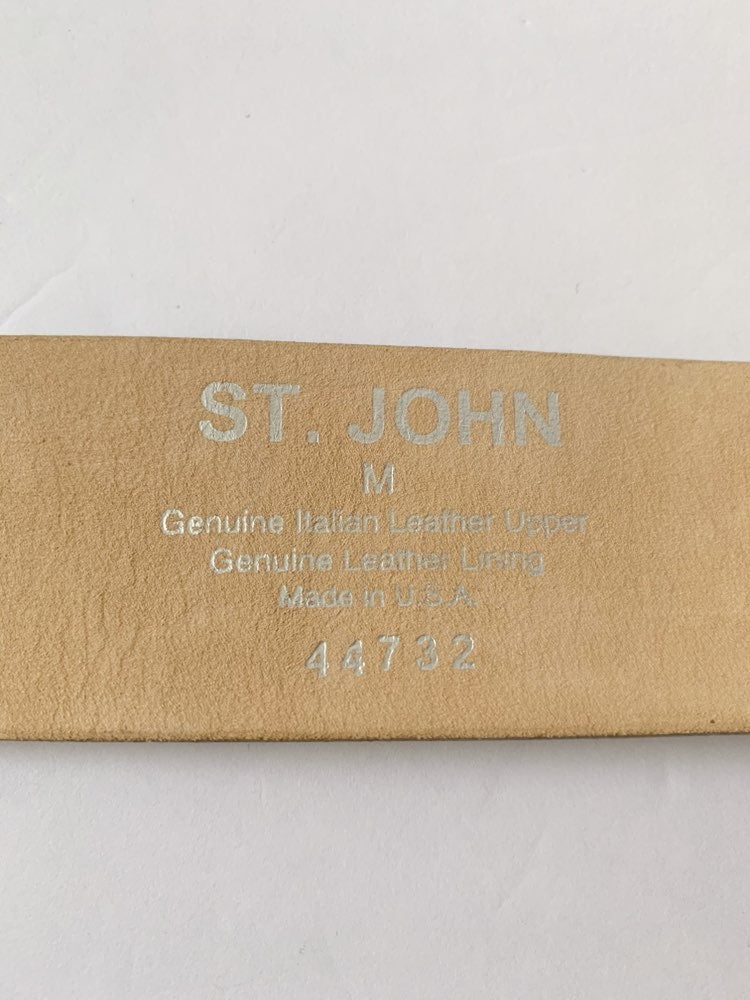 ST. JOHN
M
Genuine Italian Leather Upper
Genuine Leather Lining
Made in U.S.A.
44732